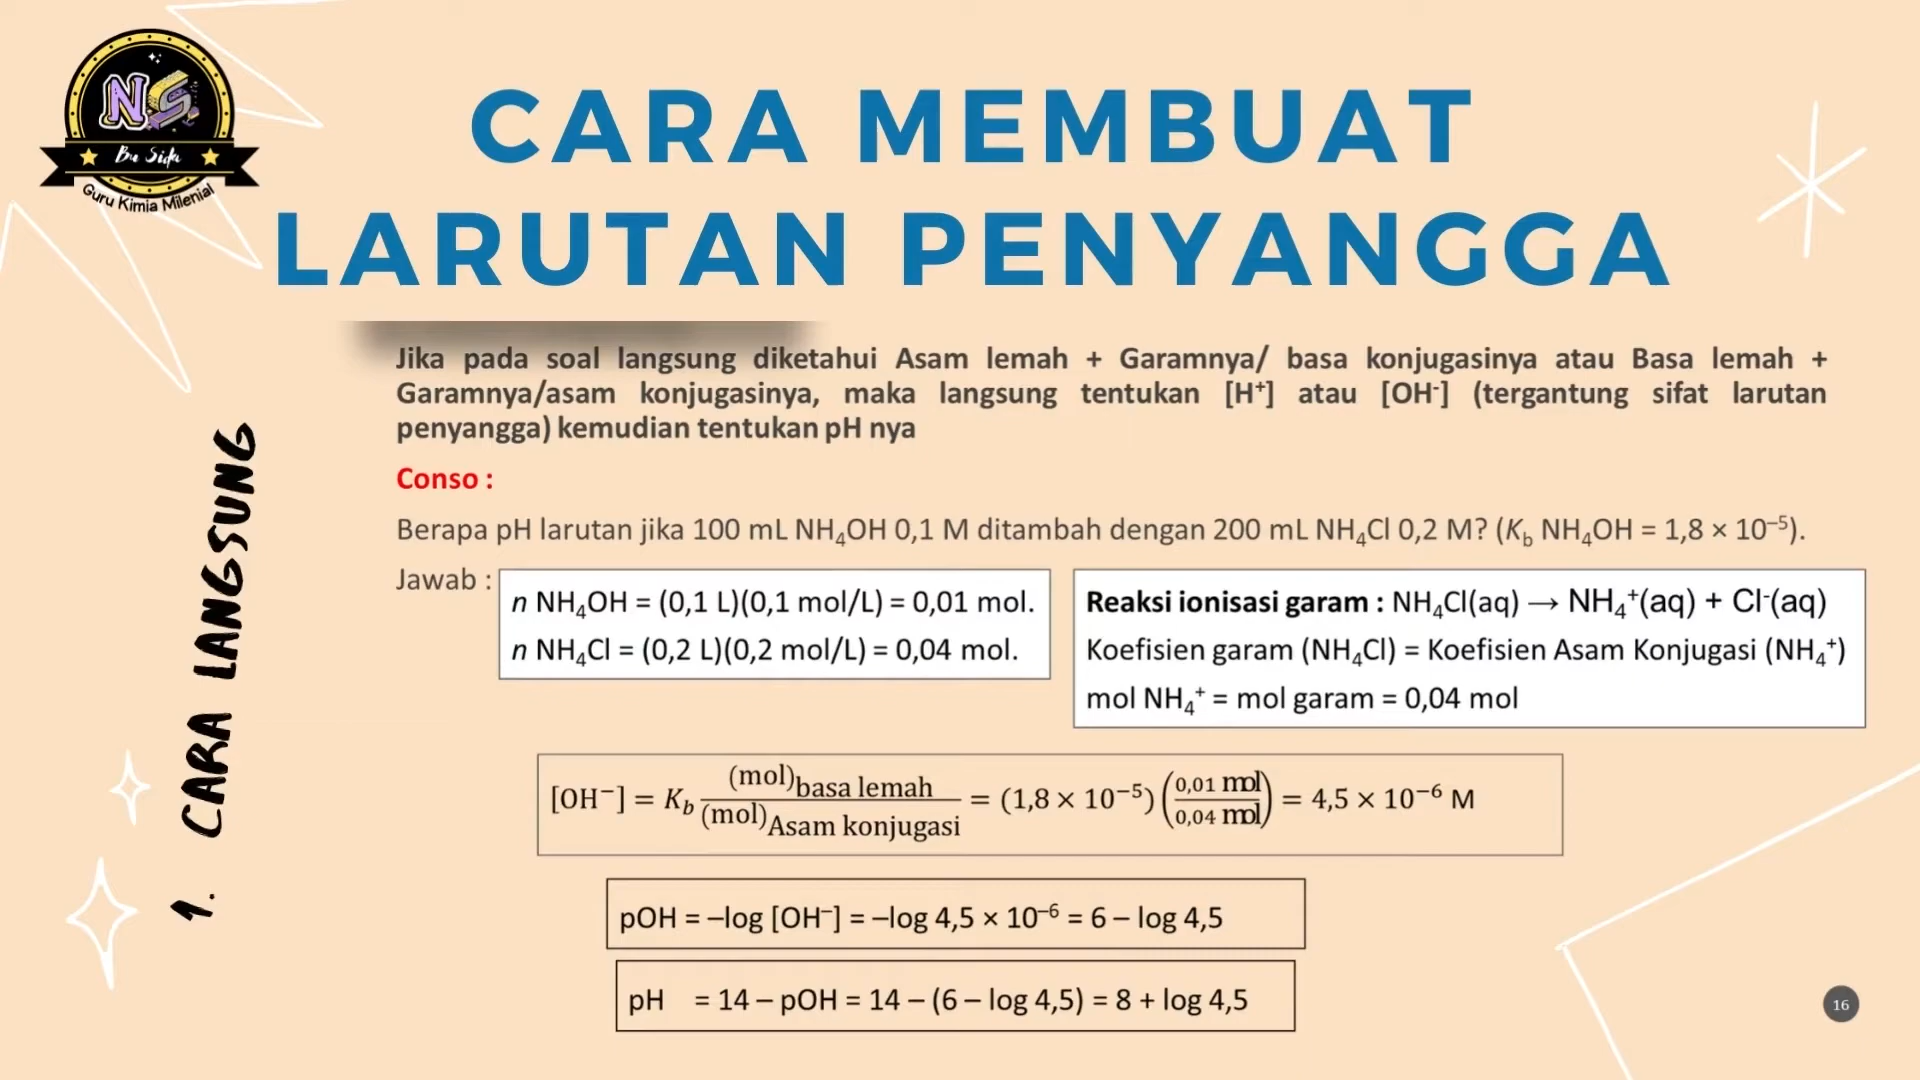 NS
Bu Sida
Guru Kimia Milenial
CARA MEMBUAT
LARUTAN PENYANGGA
1. CARA LANGSUNG
Jika pada soal langsung diketahui Asam lemah + Garamnya/ basa konjugasinya atau Basa lemah +
Garamnya/asam konjugasinya, maka langsung tentukan [H⁺] atau [OH⁻] (tergantung sifat larutan
penyangga) kemudian tentukan pH nya
Conso :
Berapa pH larutan jika 100 mL NH₄OH 0,1 M ditambah dengan 200 mL NH₄Cl 0,2 M? (K_b NH₄OH = 1,8 × 10⁻⁵).
Jawab :
n NH₄OH = (0,1 L)(0,1 mol/L) = 0,01 mol.
n NH₄Cl = (0,2 L)(0,2 mol/L) = 0,04 mol.
Reaksi ionisasi garam : NH₄Cl(aq) → NH₄⁺(aq) + Cl⁻(aq)
Koefisien garam (NH₄Cl) = Koefisien Asam Konjugasi (NH₄⁺)
mol NH₄⁺ = mol garam = 0,04 mol
[OH⁻] = K_b (mol)basa lemah / (mol)Asam konjugasi = (1,8 × 10⁻⁵) (0,01 mol / 0,04 mol) = 4,5 × 10⁻⁶ M
pOH = –log [OH⁻] = –log 4,5 × 10⁻⁶ = 6 – log 4,5
pH = 14 – pOH = 14 – (6 – log 4,5) = 8 + log 4,5
16